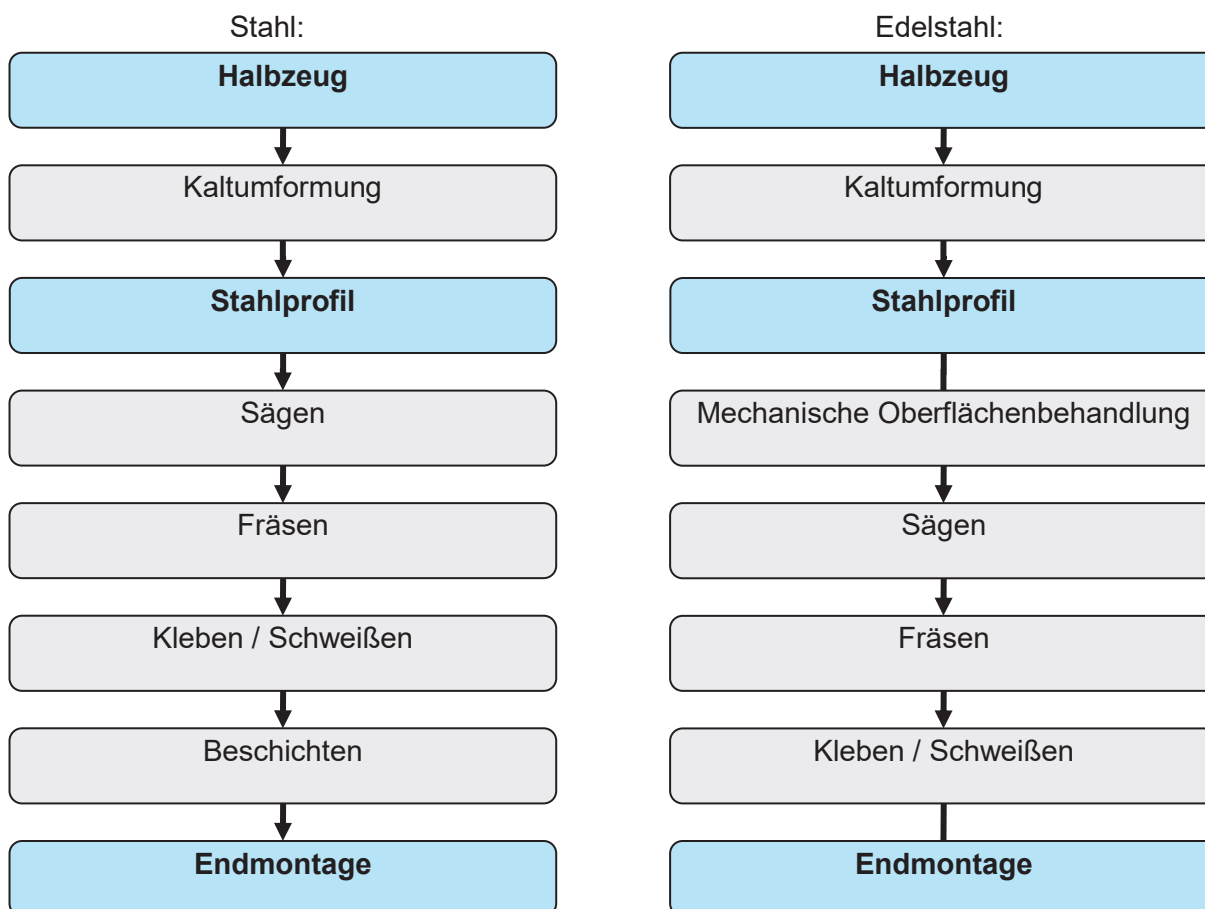 Stahl:
Halbzeug
Kaltumformung
Stahlprofil
Sägen
Fräsen
Kleben / Schweißen
Beschichten
Endmontage
Edelstahl:
Halbzeug
Kaltumformung
Stahlprofil
Mechanische Oberflächenbehandlung
Sägen
Fräsen
Kleben / Schweißen
Endmontage